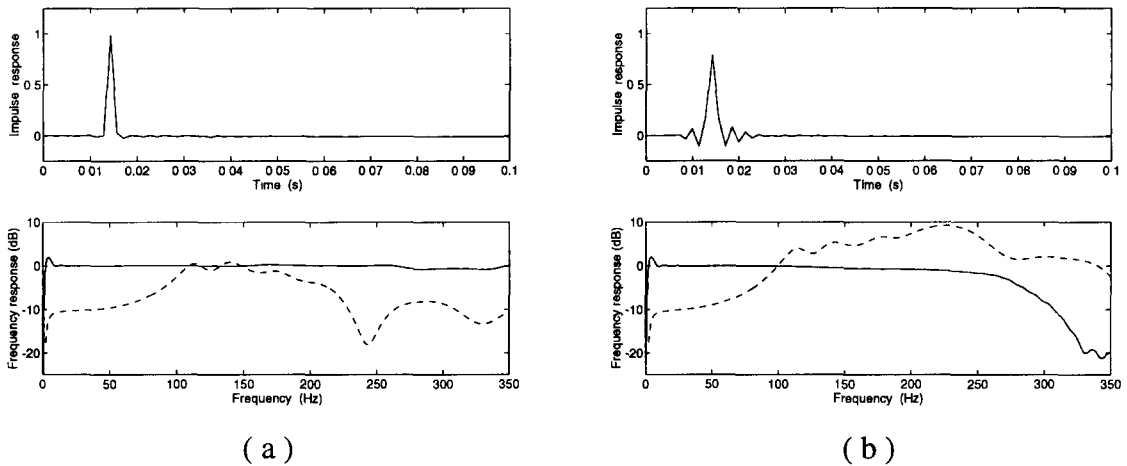 Impulse response
1
0 5
0
0 0 01 0 02 0 03 0 04 0 05 0 06 0 07 0 08 0 09 0.1
Time (s)
Frequency response (dB)
10
0
-10
-20
0 50 100 150 200 250 300 350
Frequency (Hz)
( a )
Impulse response
1
0 5
0
0 0 01 0 02 0 03 0 04 0 05 0 06 0 07 0 08 0 09 0.1
Time (s)
Frequency response (dB)
10
0
-10
-20
0 50 100 150 200 250 300 350
Frequency (Hz)
( b )